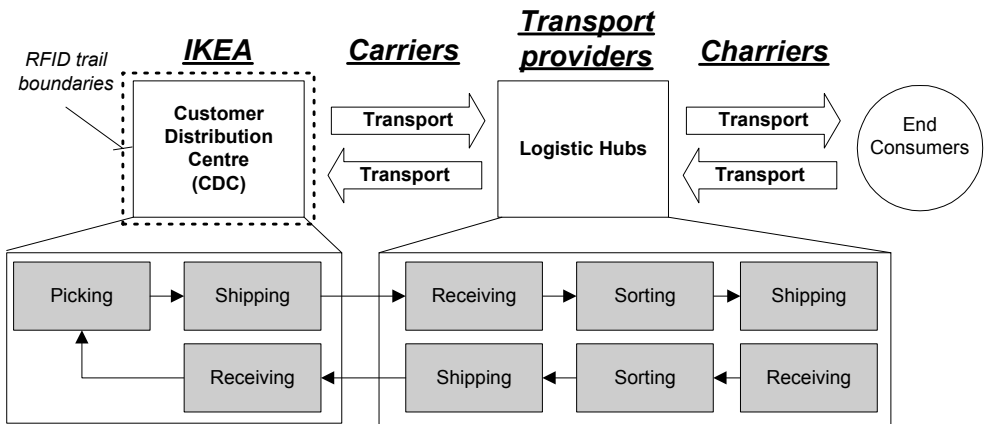 RFID trail
boundaries
IKEA
Carriers
Transport
providers
Charriers
Customer
Distribution
Centre
(CDC)
Transport
Transport
Logistic Hubs
Transport
Transport
End
Consumers
Picking
Shipping
Receiving
Sorting
Shipping
Receiving
Shipping
Sorting
Receiving